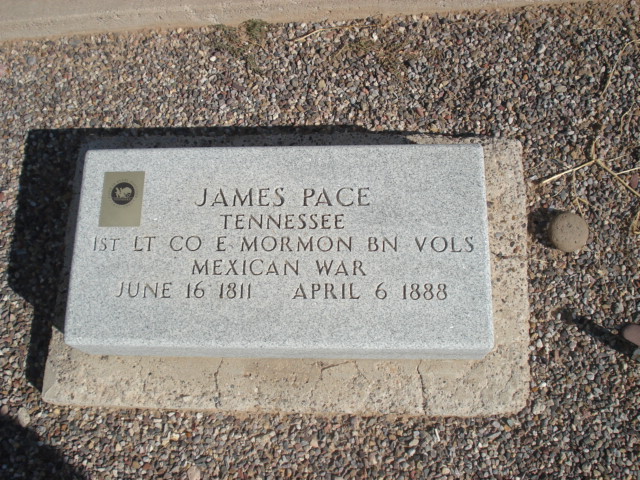 JAMES PACE
TENNESSEE
1ST LT CO E MORMON BN VOLS
MEXICAN WAR
JUNE 16 1811 APRIL 6 1888